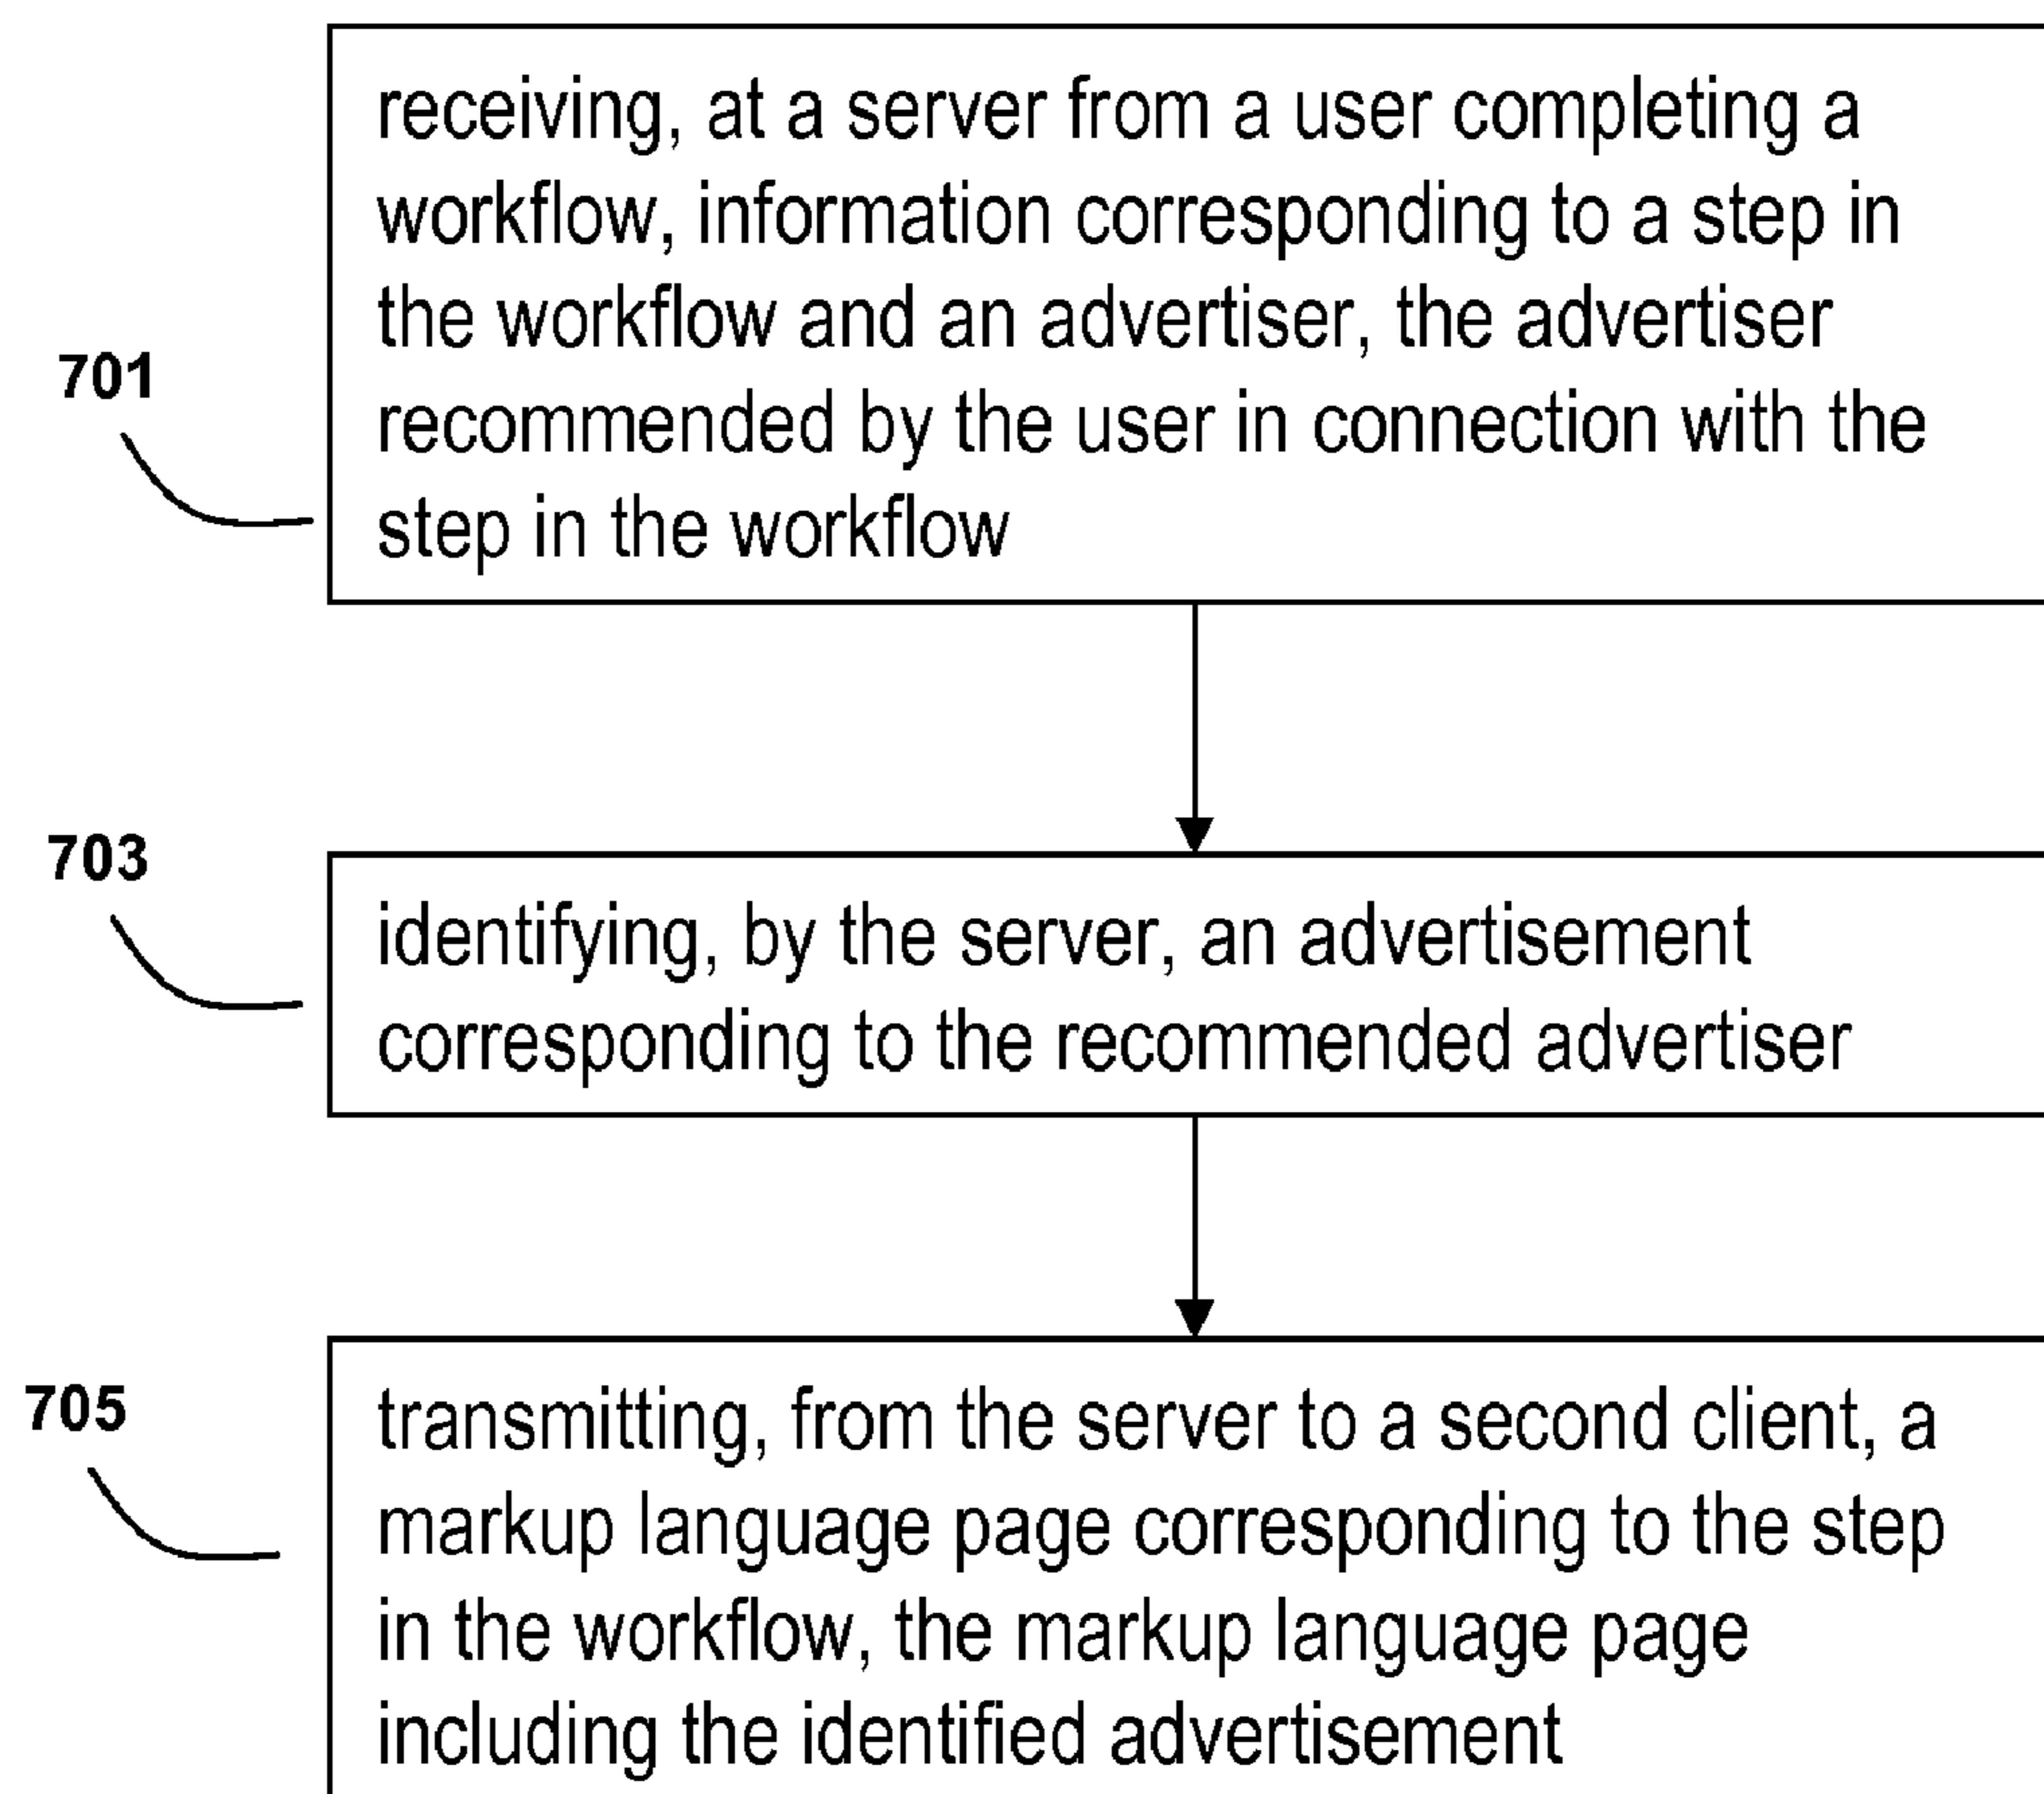 receiving, at a server from a user completing a
workflow, information corresponding to a step in
the workflow and an advertiser, the advertiser
701
recommended by the user in connection with the
step in the workflow
703
identifying, by the server, an advertisement
corresponding to the recommended advertiser
705
transmitting, from the server to a second client, a
markup language page corresponding to the step
in the workflow, the markup language page
including the identified advertisement